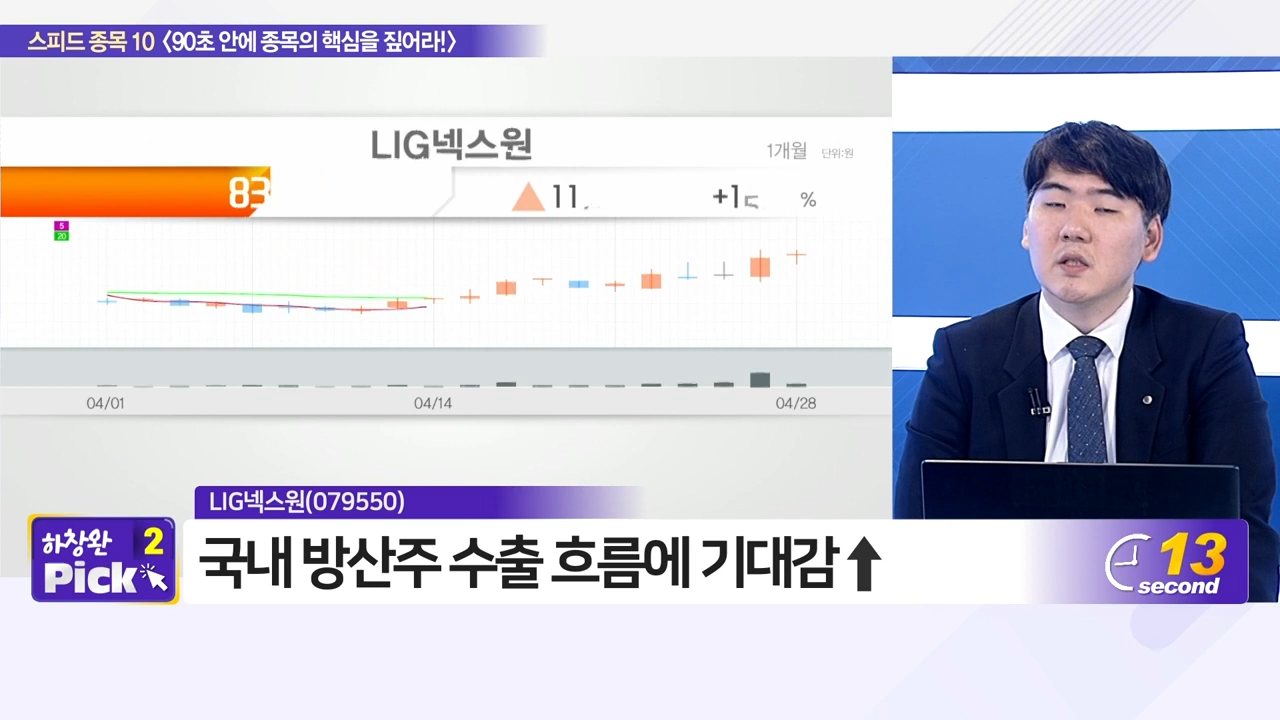 스피드 종목 10 〈90초 안에 종목의 핵심을 짚어라!〉
LIG넥스원
1개월 단위:원
83
▲ 11 +15 %
5
20
04/01 04/14 04/28
LIG넥스원(079550)
하창완 2
Pick
국내 방산주 수출 흐름에 기대감↑
13
second